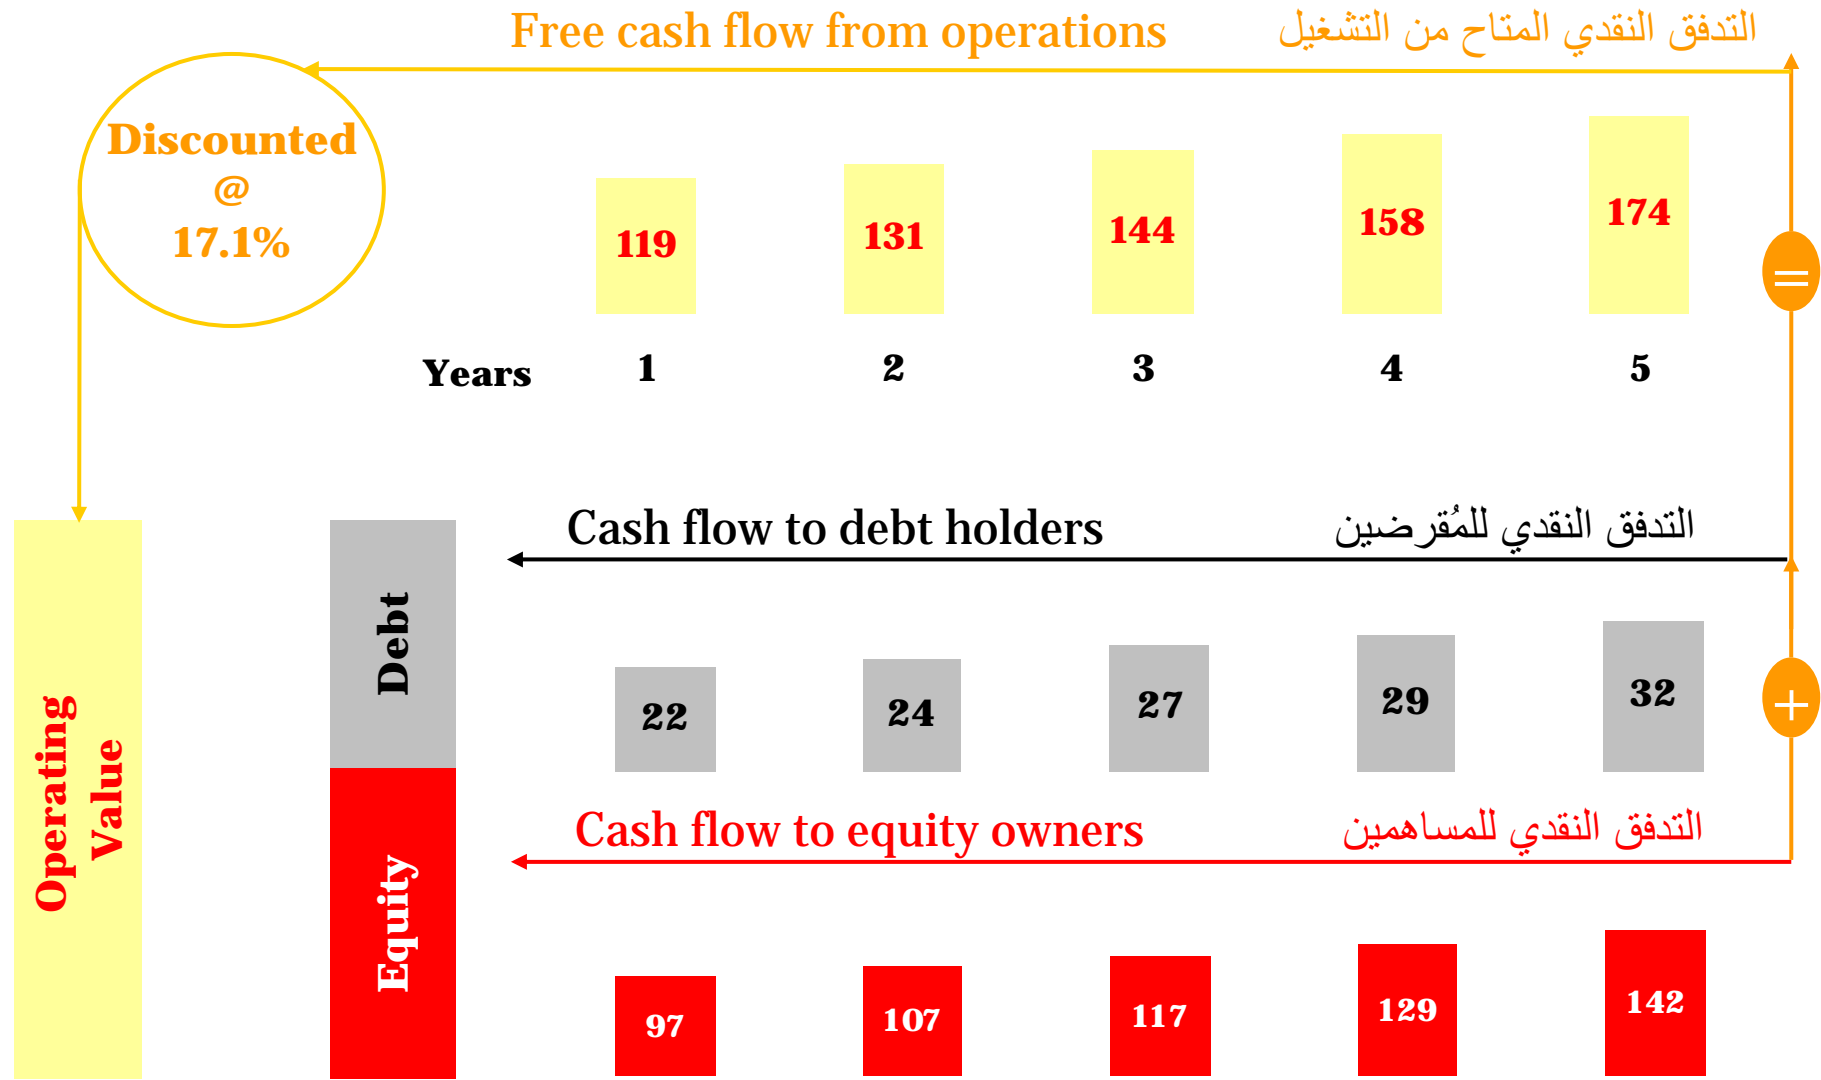 Free cash flow from operations التدفق النقدي المتاح من التشغيل
Discounted
@
17.1%
119 131 144 158 174
=
Years 1 2 3 4 5
Cash flow to debt holders التدفق النقدي للمُقرضين
Debt
22 24 27 29 32
+
Operating
Value
Cash flow to equity owners التدفق النقدي للمساهمين
Equity
97 107 117 129 142